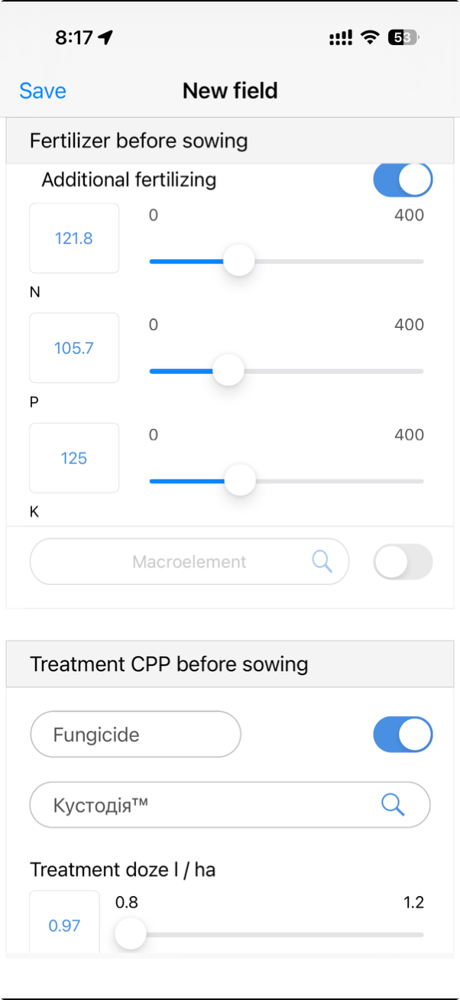 8:17
53
Save
New field
Fertilizer before sowing
Additional fertilizing
0
400
121.8
N
0
400
105.7
P
0
400
125
K
Macroelement
Treatment CPP before sowing
Fungicide
Кустодія™
Treatment doze l / ha
0.8
1.2
0.97